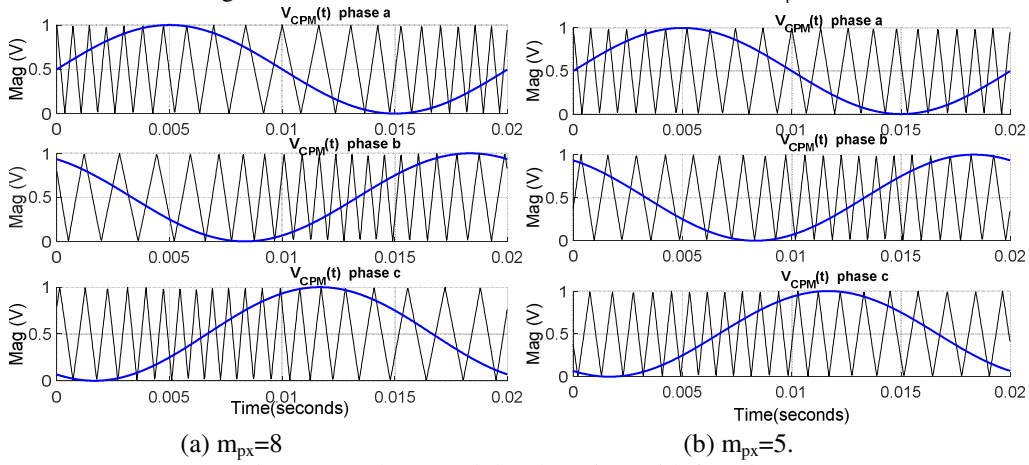 V_CPM(t) phase a
Mag (V)
1
0.5
0
0 0.005 0.01 0.015 0.02
V_CPM(t) phase b
Mag (V)
1
0.5
0
0 0.005 0.01 0.015 0.02
V_CPM(t) phase c
Mag (V)
1
0.5
0
0 0.005 0.01 0.015 0.02
Time(seconds)
(a) m_px=8
V_CPM(t) phase a
Mag (V)
1
0.5
0
0 0.005 0.01 0.015 0.02
V_CPM(t) phase b
Mag (V)
1
0.5
0
0 0.005 0.01 0.015 0.02
V_CPM(t) phase c
Mag (V)
1
0.5
0
0 0.005 0.01 0.015 0.02
Time(seconds)
(b) m_px=5.